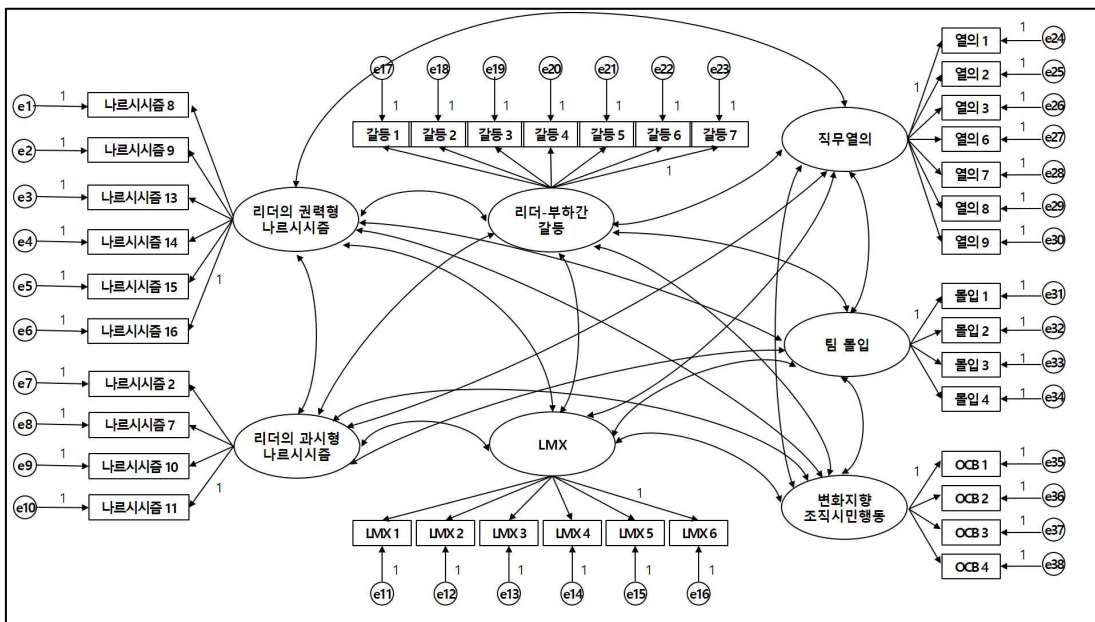 e1
1
나르시시즘 8
e2
1
나르시시즘 9
e3
1
나르시시즘 13
e4
1
나르시시즘 14
e5
1
나르시시즘 15
1
e6
1
나르시시즘 16
리더의 권력형
나르시시즘
e7
1
나르시시즘 2
e8
1
나르시시즘 7
e9
1
나르시시즘 10
1
e10
1
나르시시즘 11
리더의 과시형
나르시시즘
e17
e18
e19
e20
e21
e22
e23
1
1
1
1
1
1
1
갈등 1
갈등 2
갈등 3
갈등 4
갈등 5
갈등 6
갈등 7
1
리더-부하간
갈등
LMX
1
LMX 1
LMX 2
LMX 3
LMX 4
LMX 5
LMX 6
1
1
1
1
1
1
e11
e12
e13
e14
e15
e16
직무열의
1
열의 1
1
e24
열의 2
1
e25
열의 3
1
e26
열의 6
1
e27
열의 7
1
e28
열의 8
1
e29
열의 9
1
e30
팀 몰입
1
몰입 1
1
e31
몰입 2
1
e32
몰입 3
1
e33
몰입 4
1
e34
변화지향
조직시민행동
1
OCB 1
1
e35
OCB 2
1
e36
OCB 3
1
e37
OCB 4
1
e38